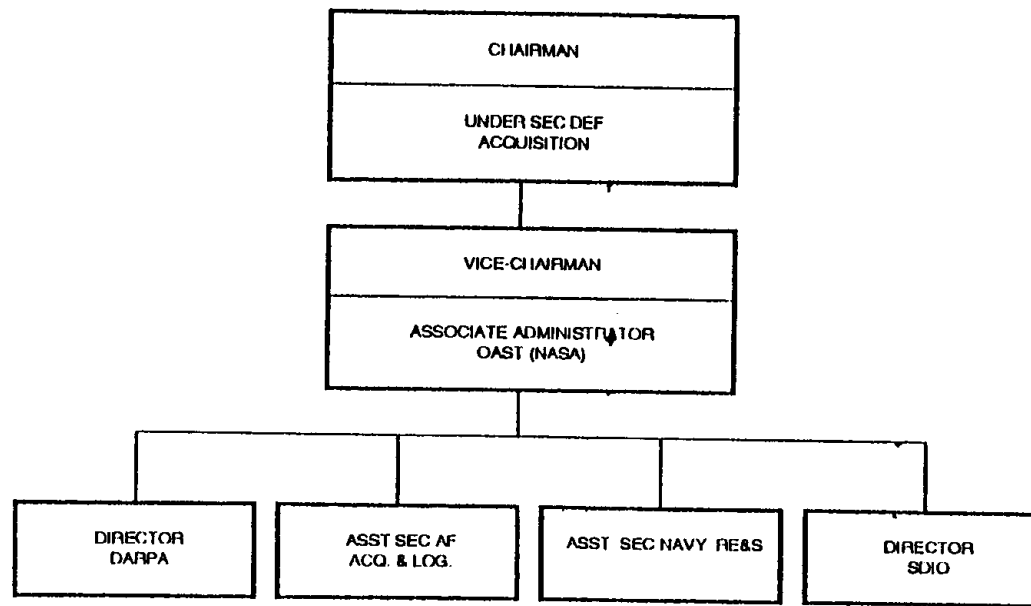 CHAIRMAN
UNDER SEC DEF
ACQUISITION
VICE-CHAIRMAN
ASSOCIATE ADMINISTRATOR
OAST (NASA)
DIRECTOR
DARPA
ASST SEC AF
ACQ. & LOG.
ASST SEC NAVY RE&S
DIRECTOR
SDIO